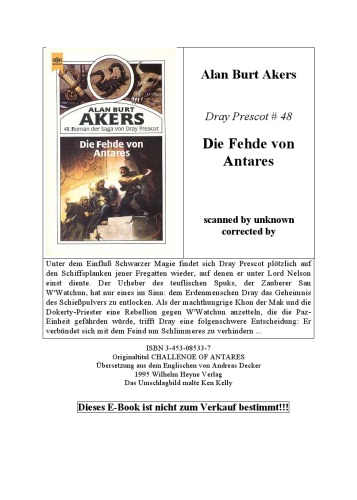 ALAN BURT
AKERS
48. Roman der Saga von Dray Prescot
Die Fehde von
Antares
Alan Burt Akers
Dray Prescot # 48
Die Fehde von
Antares
scanned by unknown
corrected by
Unter dem Einfluß Schwarzer Magie findet sich Dray Prescot plötzlich auf
den Schiffsplanken jener Fregatten wieder, auf denen er unter Lord Nelson
einst diente. Der Urheber des teuflischen Spuks, der Zauberer San
W'Watchun, hat nur eines im Sinn: dem Erdenmenschen Dray das Geheimnis
des Schießpulvers zu entlocken. Als der machthungrige Khon der Mak und die
Dokerty-Priester eine Rebellion gegen W'Watchun anzetteln, die die Paz-
Einheit gefährden würde, trifft Dray eine folgenschwere Entscheidung: Er
verbündet sich mit dem Feind um Schlimmeres zu verhindern ...
ISBN 3-453-08533-7
Originaltitel CHALLENGE OF ANTARES
Übersetzung aus dem Englischen von Andreas Decker
1995 Wilhelm Heyne Verlag
Das Umschlagbild malte Ken Kelly
Dieses E-Book ist nicht zum Verkauf bestimmt!!!